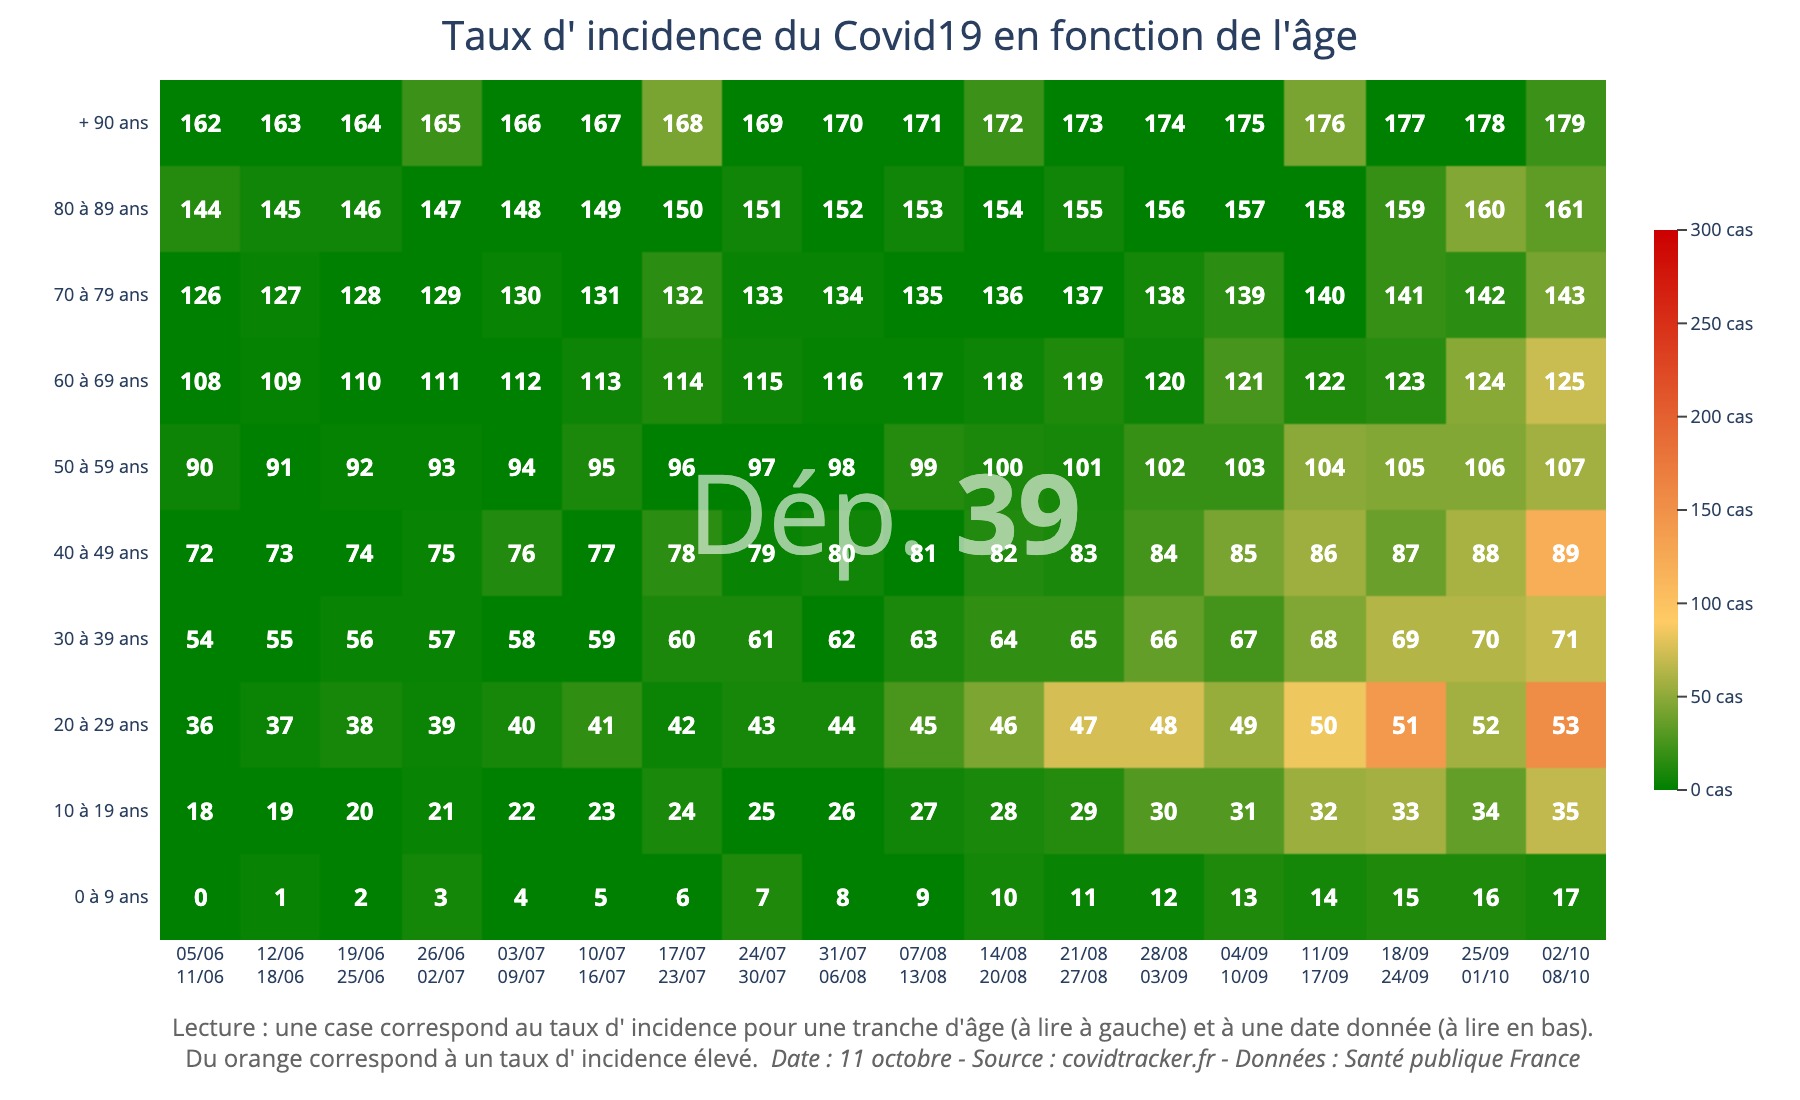 Taux d' incidence du Covid19 en fonction de l'âge
+ 90 ans 162 163 164 165 166 167 168 169 170 171 172 173 174 175 176 177 178 179
80 à 89 ans 144 145 146 147 148 149 150 151 152 153 154 155 156 157 158 159 160 161
70 à 79 ans 126 127 128 129 130 131 132 133 134 135 136 137 138 139 140 141 142 143
60 à 69 ans 108 109 110 111 112 113 114 115 116 117 118 119 120 121 122 123 124 125
50 à 59 ans 90 91 92 93 94 95 96 97 98 99 100 101 102 103 104 105 106 107
Dép. 39
40 à 49 ans 72 73 74 75 76 77 78 79 80 81 82 83 84 85 86 87 88 89
30 à 39 ans 54 55 56 57 58 59 60 61 62 63 64 65 66 67 68 69 70 71
20 à 29 ans 36 37 38 39 40 41 42 43 44 45 46 47 48 49 50 51 52 53
10 à 19 ans 18 19 20 21 22 23 24 25 26 27 28 29 30 31 32 33 34 35
0 à 9 ans 0 1 2 3 4 5 6 7 8 9 10 11 12 13 14 15 16 17
05/06 12/06 19/06 26/06 03/07 10/07 17/07 24/07 31/07 07/08 14/08 21/08 28/08 04/09 11/09 18/09 25/09 02/10
11/06 18/06 25/06 02/07 09/07 16/07 23/07 30/07 06/08 13/08 20/08 27/08 03/09 10/09 17/09 24/09 01/10 08/10
300 cas
250 cas
200 cas
150 cas
100 cas
50 cas
0 cas
Lecture : une case correspond au taux d' incidence pour une tranche d'âge (à lire à gauche) et à une date donnée (à lire en bas).
Du orange correspond à un taux d' incidence élevé. Date : 11 octobre - Source : covidtracker.fr - Données : Santé publique France